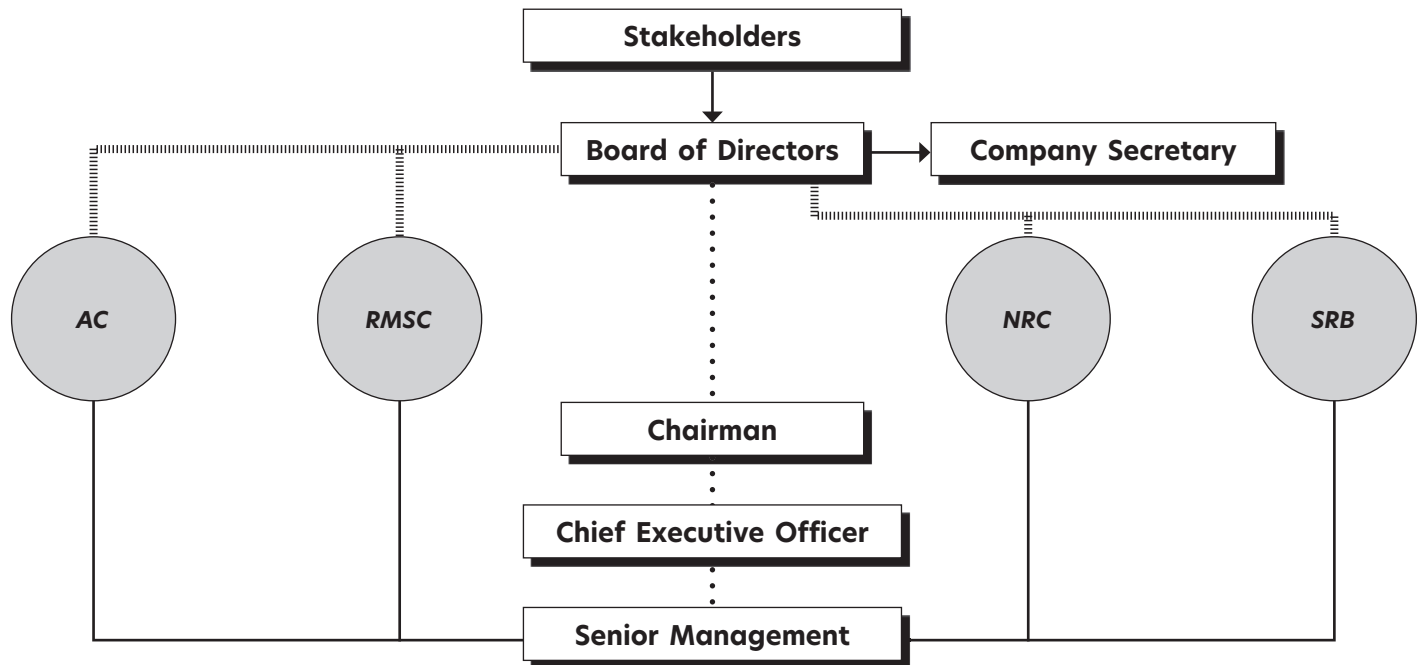 Stakeholders
Board of Directors
Company Secretary
AC
RMSC
NRC
SRB
Chairman
Chief Executive Officer
Senior Management